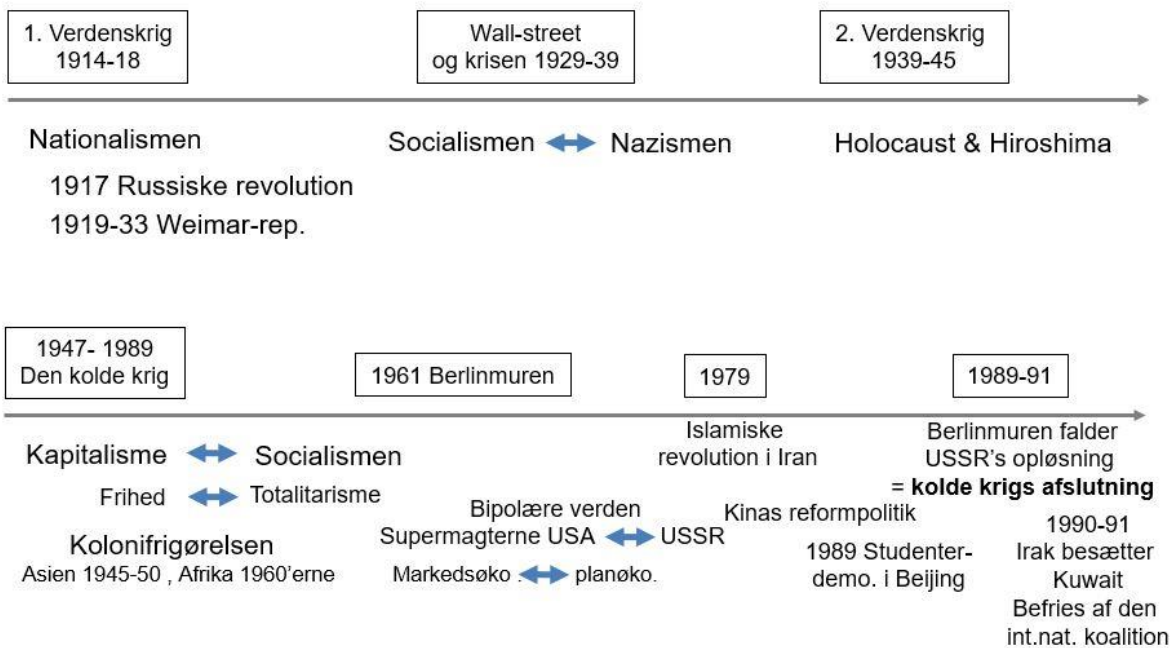 1. Verdenskrig
1914-18
Wall-street
og krisen 1929-39
2. Verdenskrig
1939-45
Nationalismen
Socialismen
Nazismen
Holocaust & Hiroshima
1917 Russiske revolution
1919-33 Weimar-rep.
1947- 1989
Den kolde krig
1961 Berlinmuren
1979
1989-91
Kapitalisme
Socialismen
Frihed
Totalitarisme
Kolonifrigørelsen
Asien 1945-50 , Afrika 1960'erne
Bipolære verden
Supermagterne USA
USSR
Markedsøko .
planøko.
Islamiske
revolution i Iran
Kinas reformpolitik
1989 Studenter-
demo. i Beijing
Berlinmuren falder
USSR's opløsning
= kolde krigs afslutning
1990-91
Irak besætter
Kuwait
Befries af den
int.nat. koalition